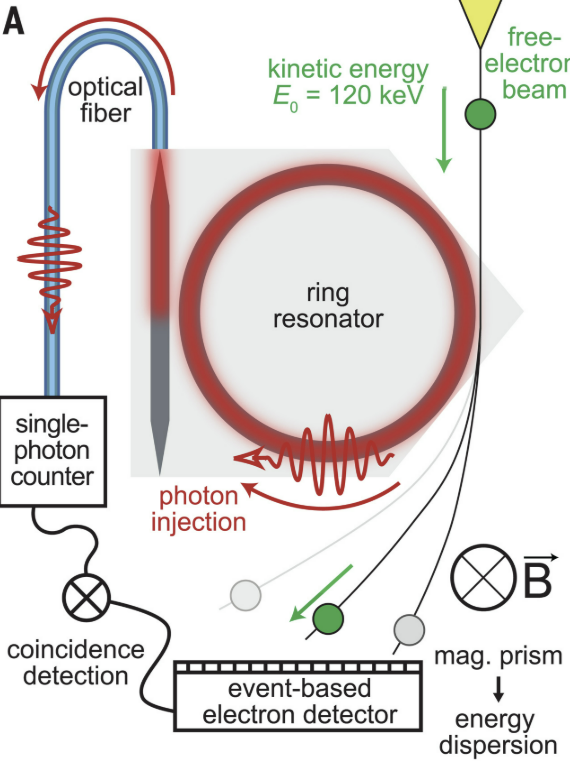 A
optical
fiber
kinetic energy
E₀ = 120 keV
free-
electron
beam
ring
resonator
single-
photon
counter
photon
injection
B
coincidence
detection
event-based
electron detector
mag. prism
energy
dispersion